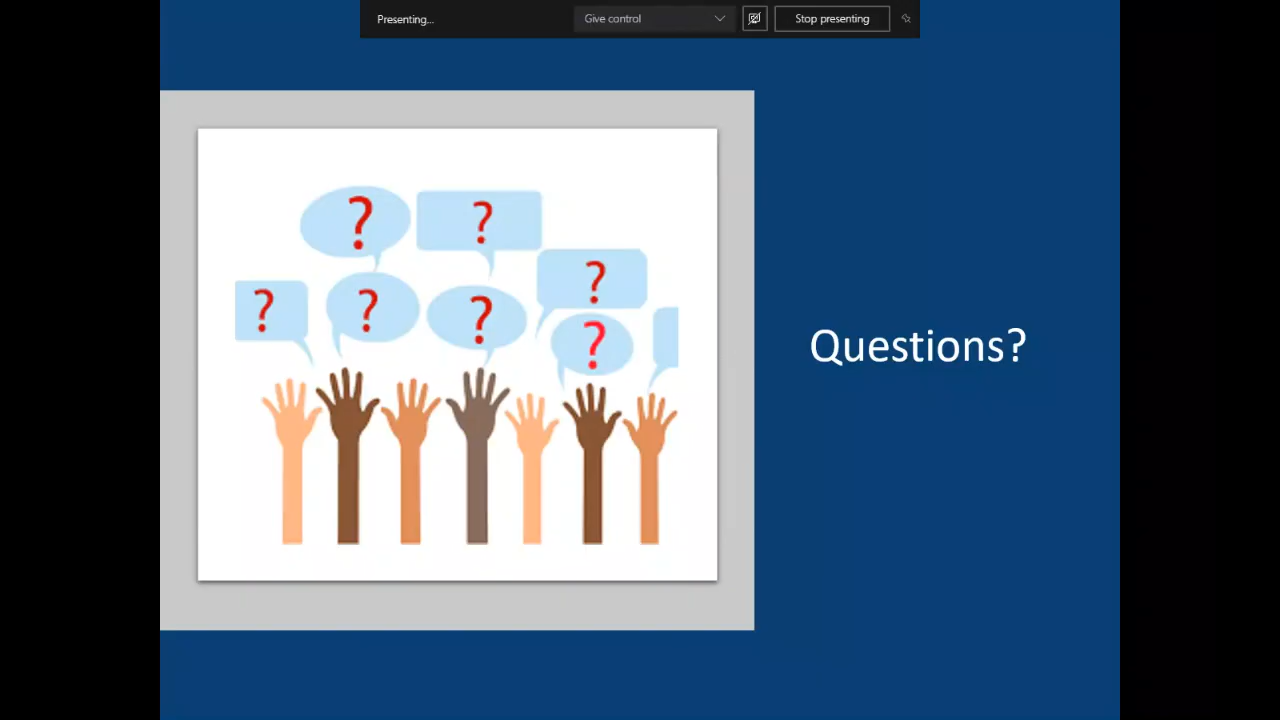 Presenting...
Give control
Stop presenting
? ?
?
? ? ?
?
Questions?